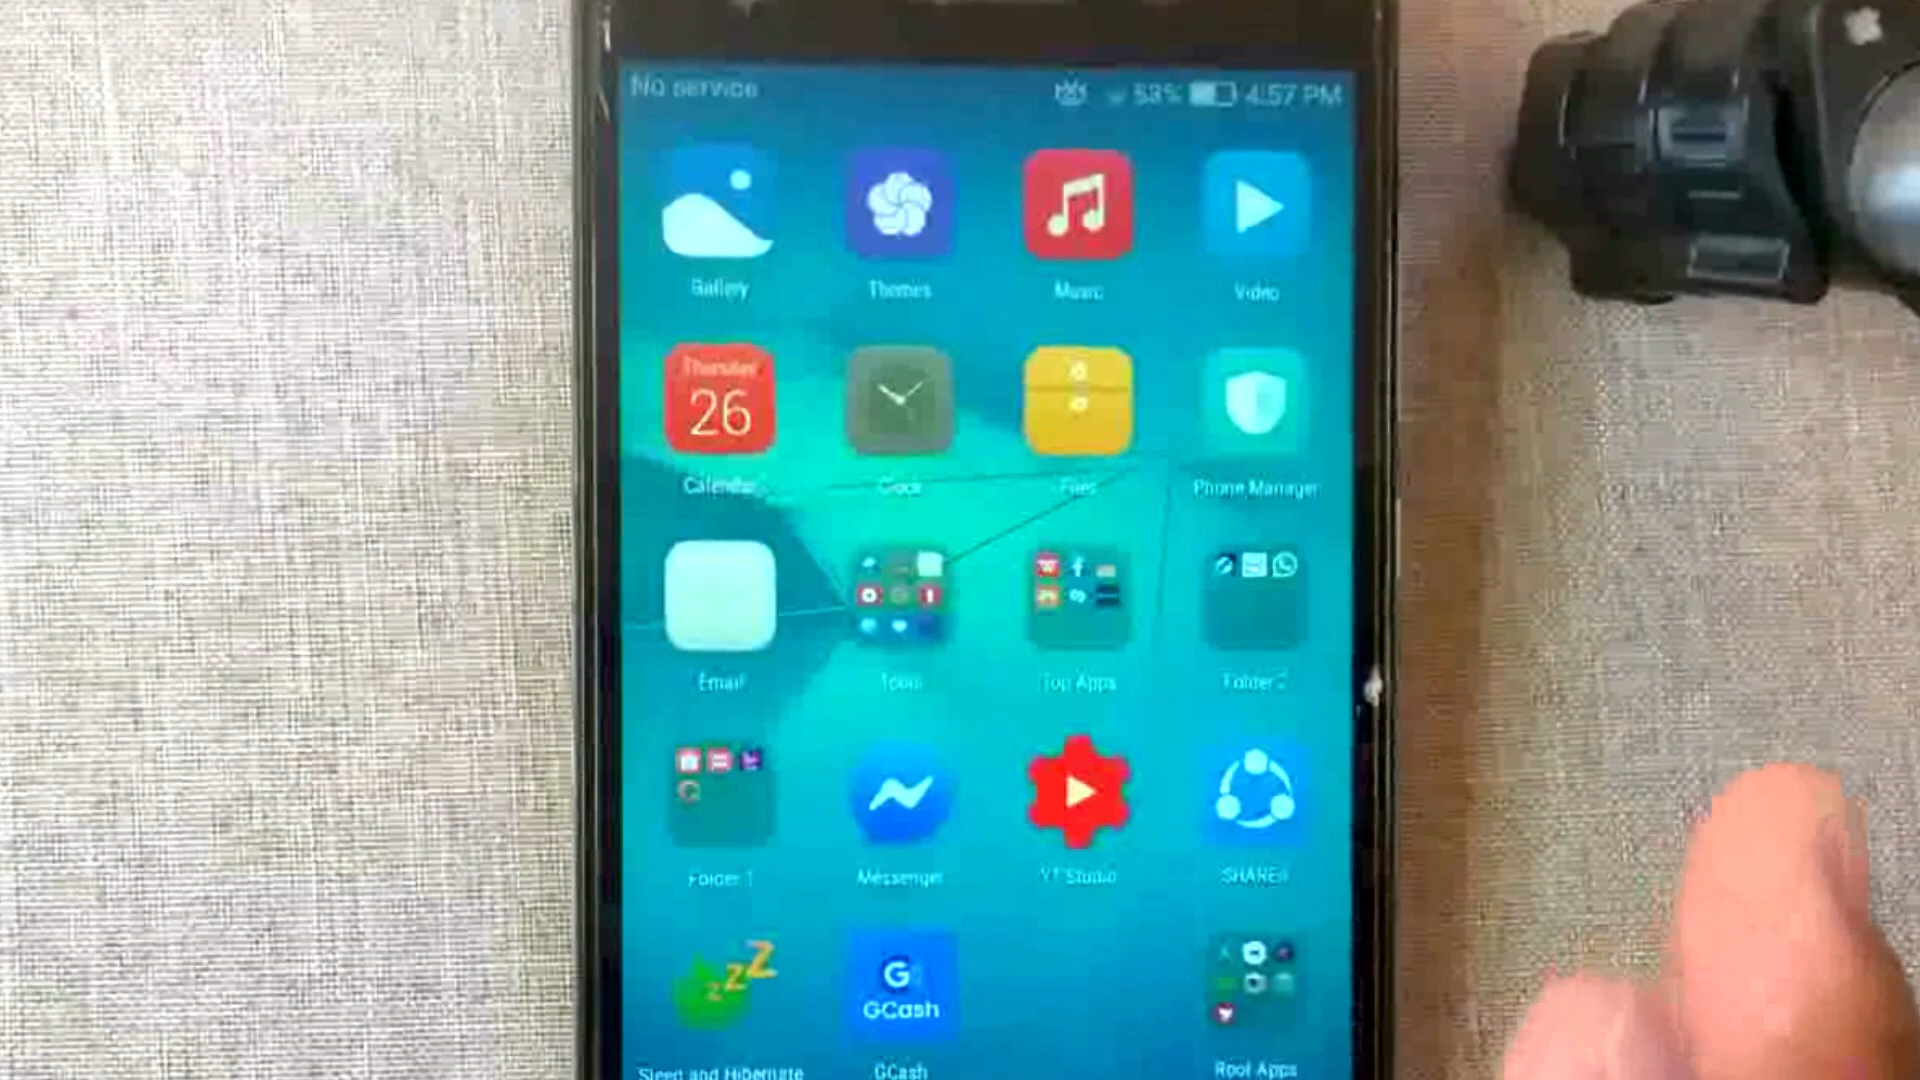 No service 53% 4:57 PM
Gallery Themes Music Video
Thursday
26
Calendar Clock Files Phone Manager
Email Tools Top Apps Folder 2
Folder 1 Messenger YT Studio SHAREit
Z
Z
Z
G
GCash
Sleep and Hibernate GCash Root Apps